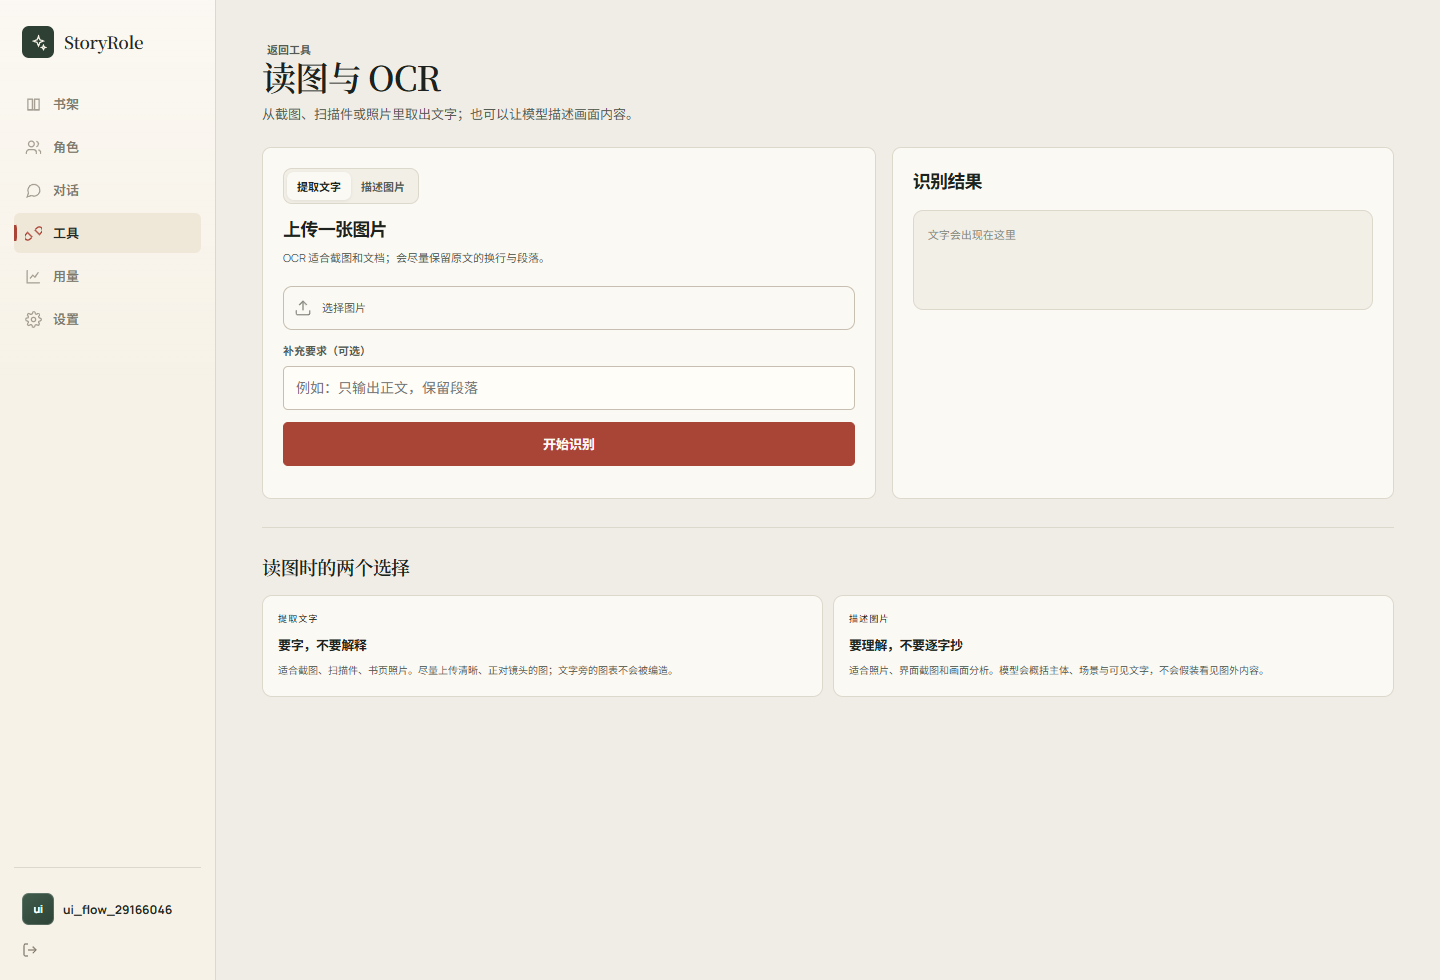 StoryRole
书架
角色
对话
工具
用量
设置
ui
ui_flow_29166046
返回工具
读图与 OCR
从截图、扫描件或照片里取出文字；也可以让模型描述画面内容。
提取文字
描述图片
上传一张图片
OCR 适合截图和文档；会尽量保留原文的换行与段落。
选择图片
补充要求（可选）
例如：只输出正文，保留段落
开始识别
识别结果
文字会出现在这里
读图时的两个选择
提取文字
要字，不要解释
适合截图、扫描件、书页照片。尽量上传清晰、正对镜头的图；文字旁的图表不会被编造。
描述图片
要理解，不要逐字抄
适合照片、界面截图和画面分析。模型会概括主体、场景与可见文字，不会假装看见图外内容。